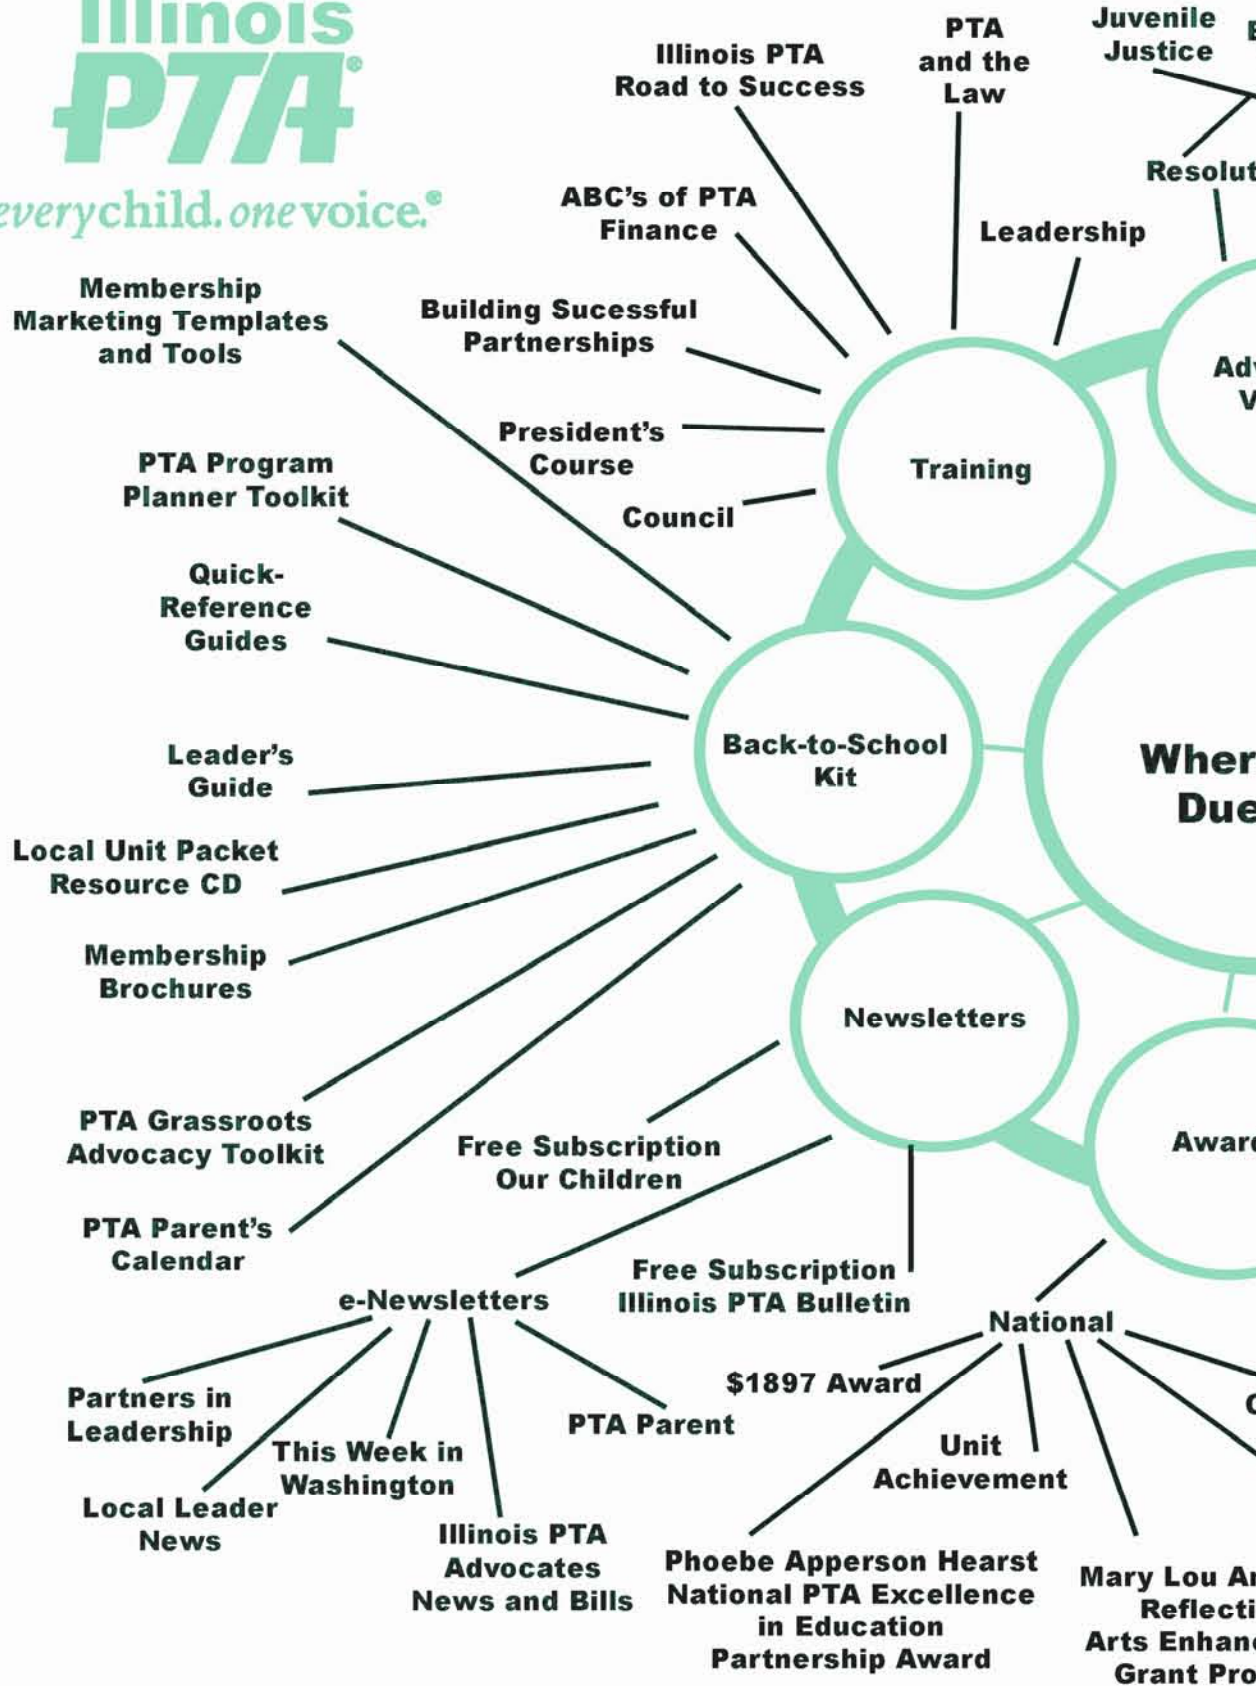 Illinois
PTA®
everychild.onevoice.®
Illinois PTA
Road to Success
PTA
and the
Law
Juvenile
Justice
ABC's of PTA
Finance
Leadership
Building Sucessful
Partnerships
President's
Course
Council
Training
Membership
Marketing Templates
and Tools
PTA Program
Planner Toolkit
Quick-
Reference
Guides
Leader's
Guide
Local Unit Packet
Resource CD
Membership
Brochures
PTA Grassroots
Advocacy Toolkit
PTA Parent's
Calendar
Back-to-School
Kit
Newsletters
Free Subscription
Our Children
Free Subscription
Illinois PTA Bulletin
e-Newsletters
Partners in
Leadership
Local Leader
News
This Week in
Washington
Illinois PTA
Advocates
News and Bills
PTA Parent
National
$1897 Award
Unit
Achievement
Phoebe Apperson Hearst
National PTA Excellence
in Education
Partnership Award
Mary Lou
Arts
Grant